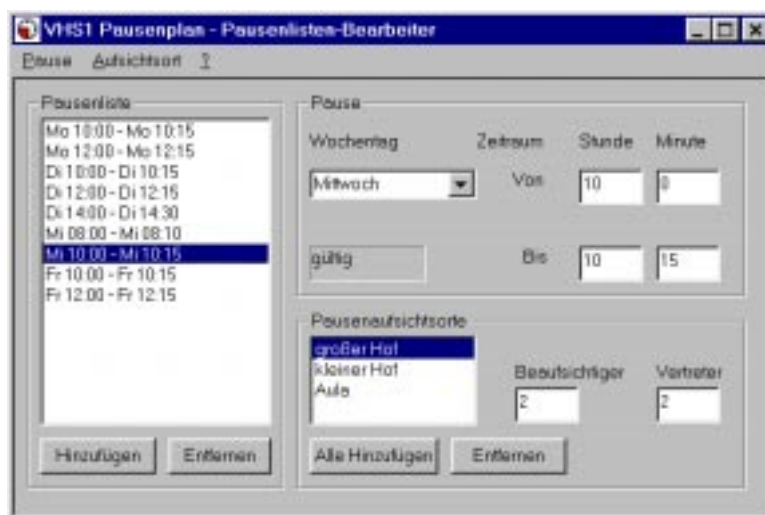 VHS1 Pausenplan - Pausenlisten-Bearbeiter
Pause Aufsichtsort ?
Pausenliste
Mo 10:00 - Mo 10:15
Mo 12:00 - Mo 12:15
Di 10:00 - Di 10:15
Di 12:00 - Di 12:15
Di 14:00 - Di 14:30
Mi 08:00 - Mi 08:10
Mi 10:00 - Mi 10:15
Fr 10:00 - Fr 10:15
Fr 12:00 - Fr 12:15
Hinzufügen Entfernen
Pause
Wochentag Zeitraum Stunde Minute
Mittwoch Von 10 0
gültig Bis 10 15
Pausenaufsichtsorte
großer Hof
kleiner Hof
Aula
Beaufsichtiger Vertreter
2 2
Alle Hinzufügen Entfernen